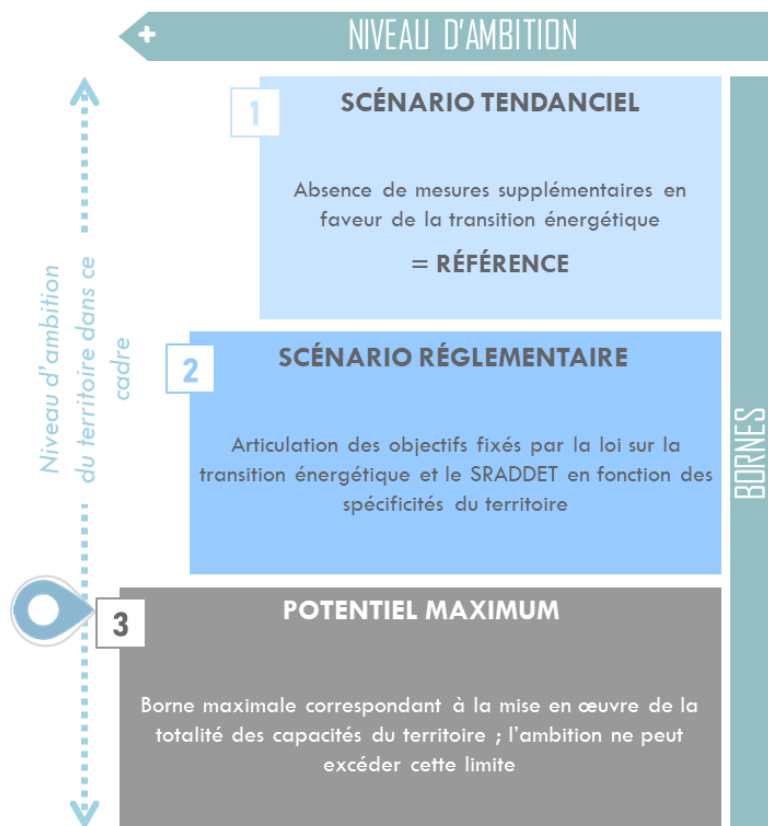 +
NIVEAU D'AMBITION
1
SCÉNARIO TENDANCIEL
Absence de mesures supplémentaires en
faveur de la transition énergétique
= RÉFÉRENCE
Niveau d'ambition
du territoire dans ce
cadre
2
SCÉNARIO RÉGLEMENTAIRE
Articulation des objectifs fixés par la loi sur la
transition énergétique et le SRADDET en fonction des
spécificités du territoire
BORNES
3
POTENTIEL MAXIMUM
Borne maximale correspondant à la mise en œuvre de la
totalité des capacités du territoire ; l'ambition ne peut
excéder cette limite